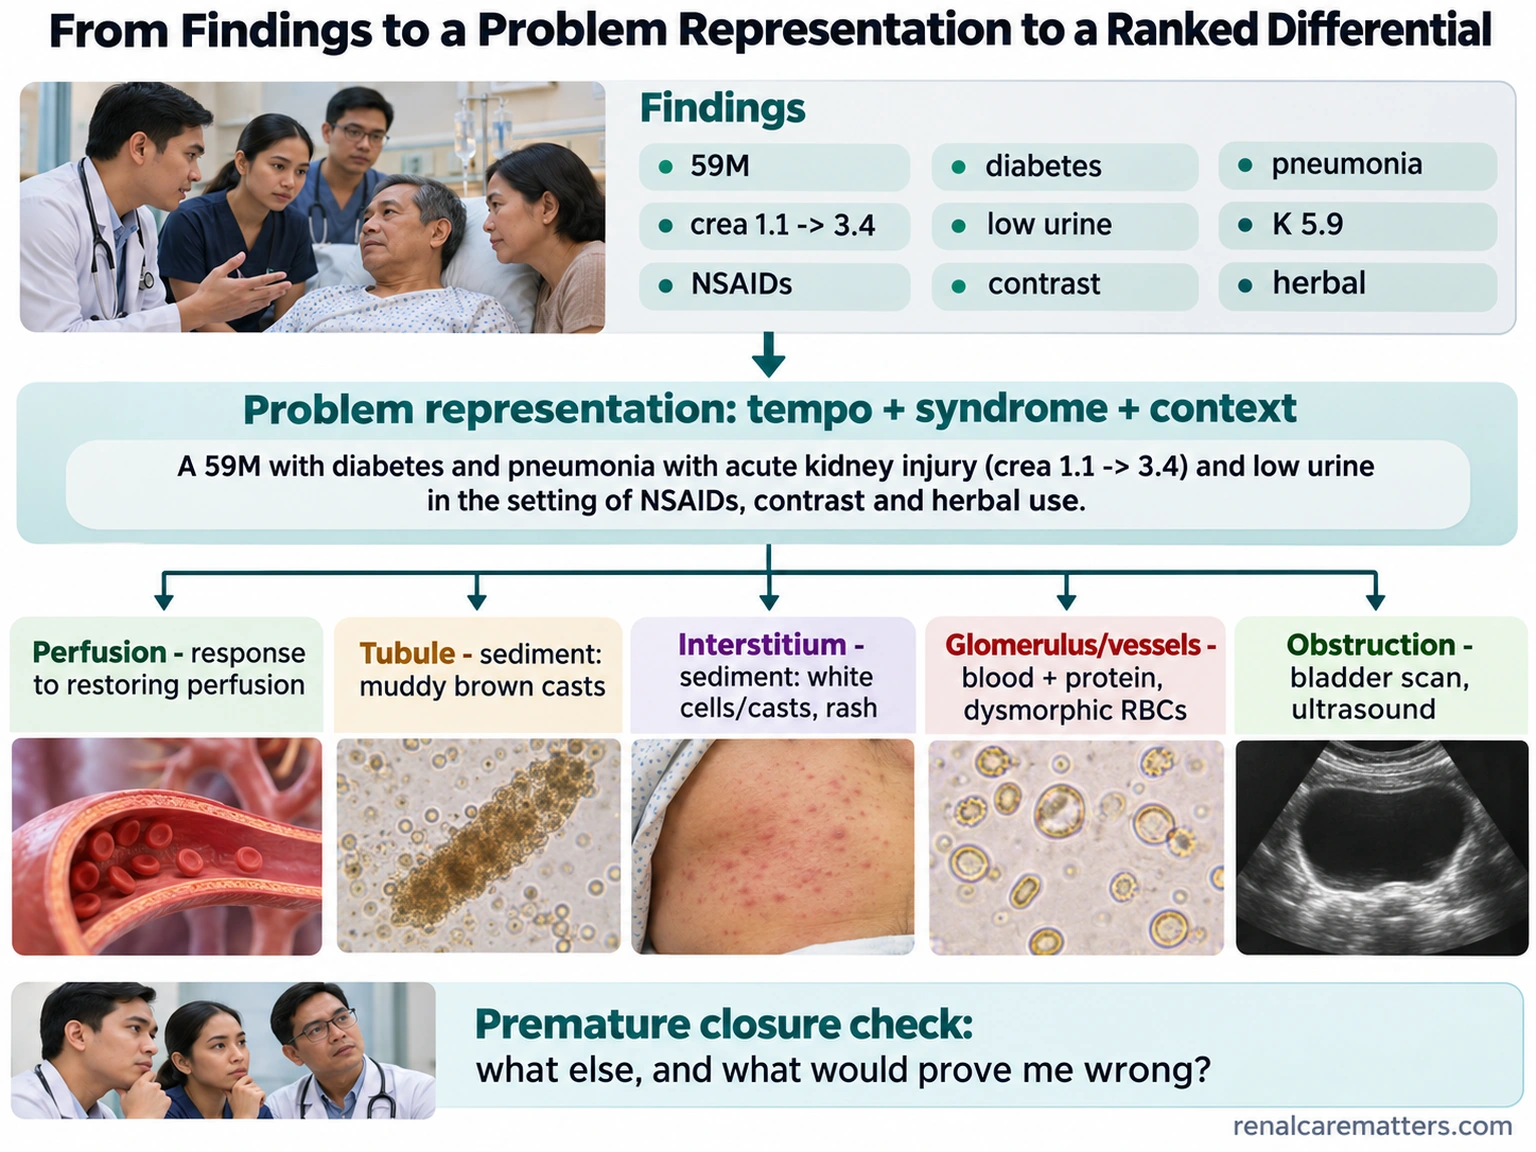 From Findings to a Problem Representation to a Ranked Differential
Findings
• 59M
• diabetes
• pneumonia
• crea 1.1 -> 3.4
• low urine
• K 5.9
• NSAIDs
• contrast
• herbal
Problem representation: tempo + syndrome + context
A 59M with diabetes and pneumonia with acute kidney injury (crea 1.1 -> 3.4) and low urine
in the setting of NSAIDs, contrast and herbal use.
Perfusion - response
to restoring perfusion
Tubule - sediment:
muddy brown casts
Interstitium -
sediment: white
cells/casts, rash
Glomerulus/vessels -
blood + protein,
dysmorphic RBCs
Obstruction -
bladder scan,
ultrasound
Premature closure check:
what else, and what would prove me wrong?
renalcarematters.com